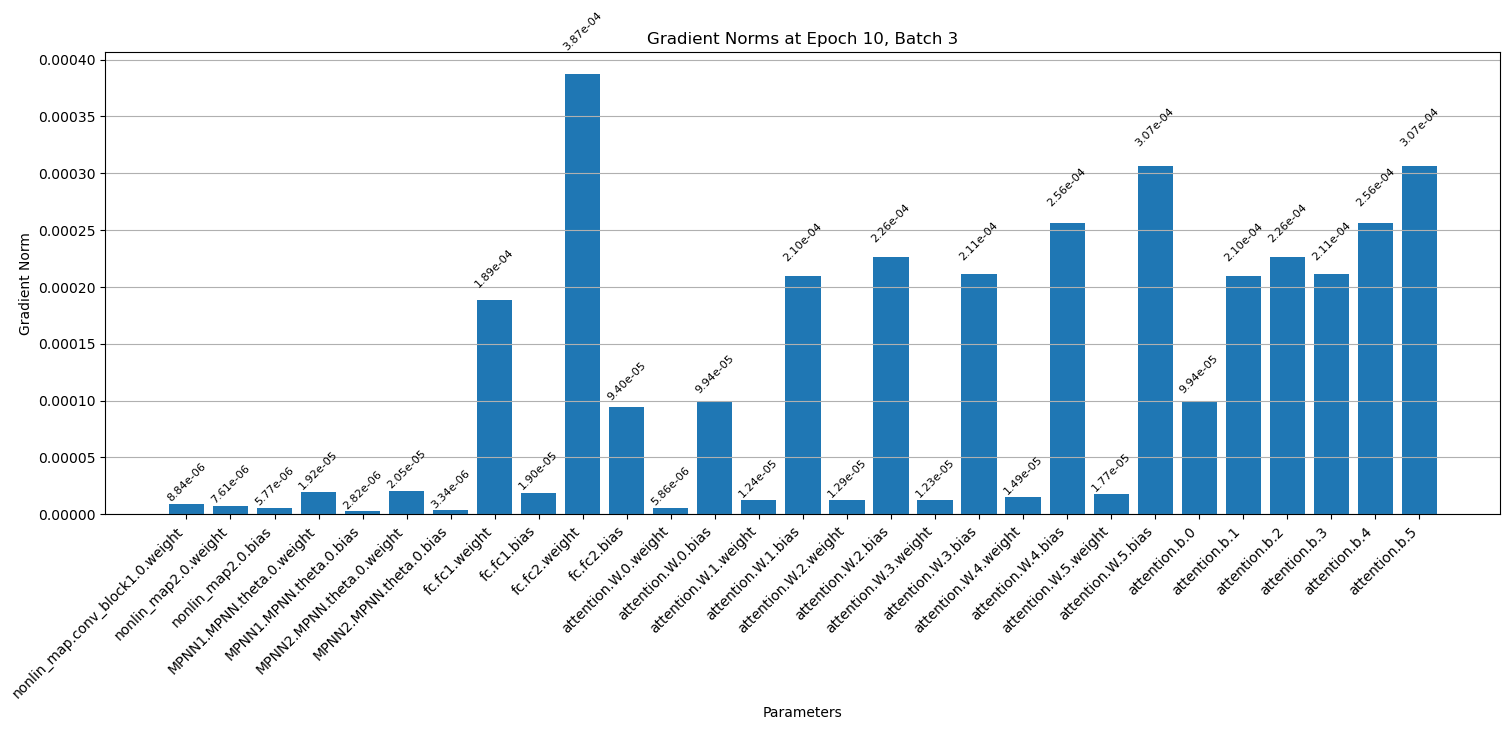 Gradient Norms at Epoch 10, Batch 3
Gradient Norm
0.00040
0.00035
0.00030
0.00025
0.00020
0.00015
0.00010
0.00005
0.00000
8.84e-06
7.61e-06
5.77e-06
1.92e-05
2.82e-06
2.05e-05
3.34e-06
1.89e-04
1.90e-05
3.87e-04
9.40e-05
5.86e-06
9.94e-05
1.24e-05
2.10e-04
1.29e-05
2.26e-04
1.23e-05
2.11e-04
1.49e-05
2.56e-04
1.77e-05
3.07e-04
9.94e-05
2.10e-04
2.26e-04
2.11e-04
2.56e-04
3.07e-04
nonlin_map.conv_block1.0.weight
nonlin_map2.0.weight
nonlin_map2.0.bias
MPNN1.MPNN.theta.0.weight
MPNN1.MPNN.theta.0.bias
MPNN2.MPNN.theta.0.weight
MPNN2.MPNN.theta.0.bias
fc.fc1.weight
fc.fc1.bias
fc.fc2.weight
fc.fc2.bias
attention.W.0.weight
attention.W.0.bias
attention.W.1.weight
attention.W.1.bias
attention.W.2.weight
attention.W.2.bias
attention.W.3.weight
attention.W.3.bias
attention.W.4.weight
attention.W.4.bias
attention.W.5.weight
attention.W.5.bias
attention.b.0
attention.b.1
attention.b.2
attention.b.3
attention.b.4
attention.b.5
Parameters